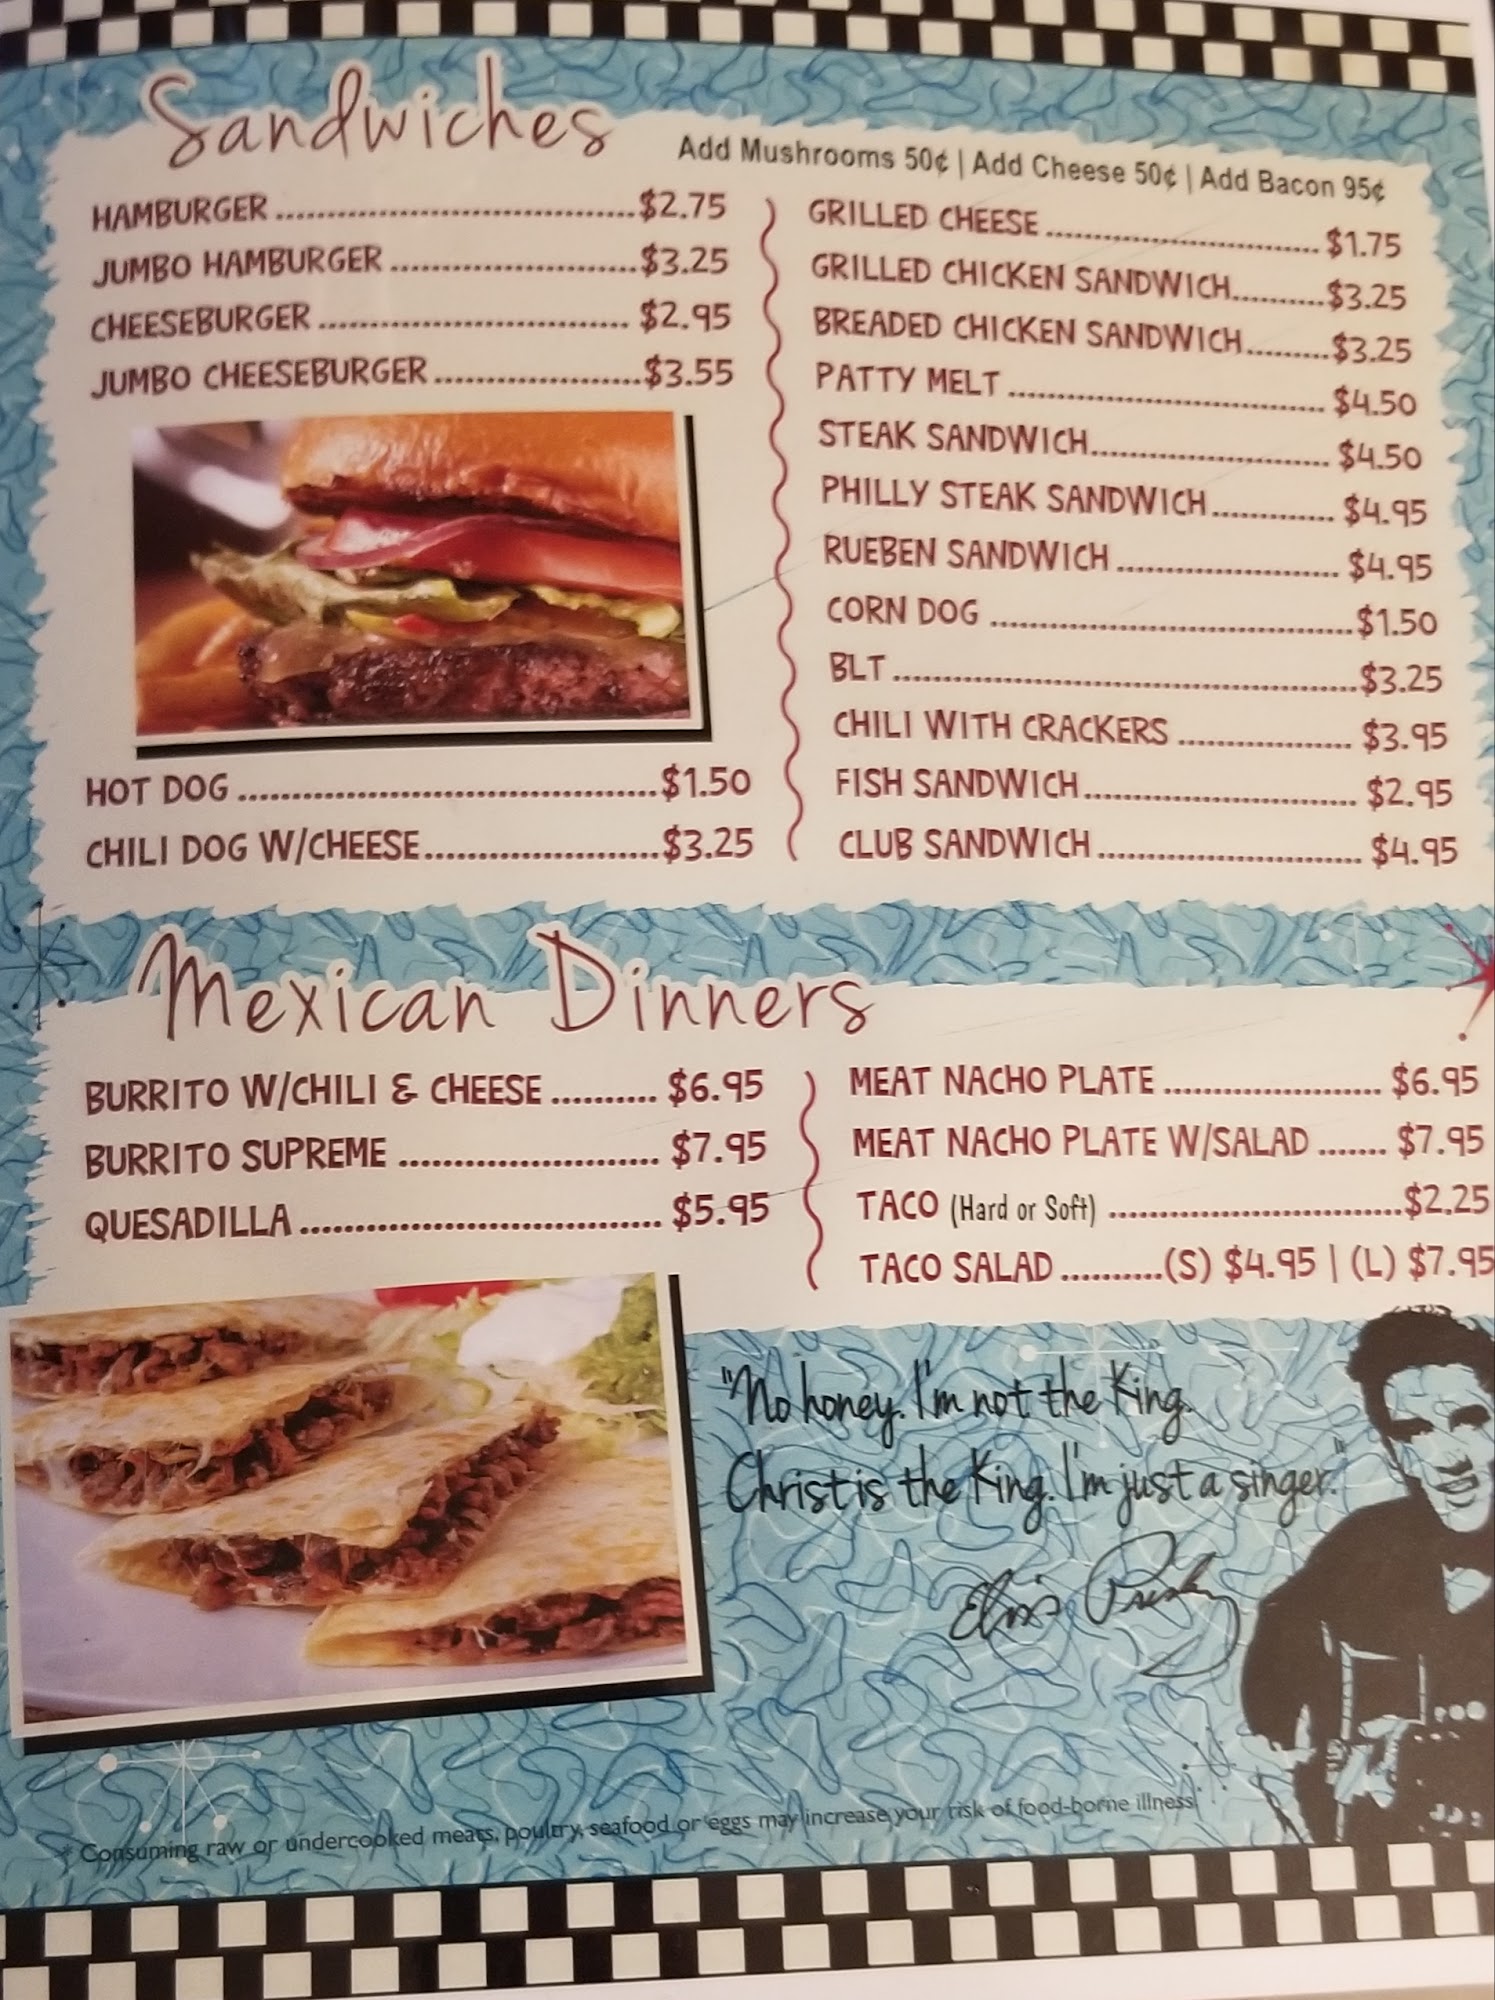 Sandwiches
Add Mushrooms 50¢ | Add Cheese 50¢ | Add Bacon 95¢
HAMBURGER ................................... $2.75
JUMBO HAMBURGER ........................ $3.25
CHEESEBURGER .............................. $2.95
JUMBO CHEESEBURGER .................... $3.55
HOT DOG ......................................... $1.50
CHILI DOG W/CHEESE ....................... $3.25
GRILLED CHEESE ........................... $1.75
GRILLED CHICKEN SANDWICH .......... $3.25
BREADED CHICKEN SANDWICH ......... $3.25
PATTY MELT ................................ $4.50
STEAK SANDWICH ........................ $4.50
PHILLY STEAK SANDWICH ............. $4.95
RUEBEN SANDWICH ...................... $4.95
CORN DOG ................................... $1.50
BLT .............................................. $3.25
CHILI WITH CRACKERS ................. $3.95
FISH SANDWICH ........................... $2.95
CLUB SANDWICH .......................... $4.95
Mexican Dinners
BURRITO W/CHILI & CHEESE .......... $6.95
BURRITO SUPREME ......................... $7.95
QUESADILLA ................................... $5.95
MEAT NACHO PLATE ..................... $6.95
MEAT NACHO PLATE W/SALAD ....... $7.95
TACO (Hard or Soft) ............................ $2.25
TACO SALAD .......... (S) $4.95 | (L) $7.95
"No honey. I'm not the King.
Christ is the King. I'm just a singer."
Elvis Presley
* Consuming raw or undercooked meats, poultry, seafood or eggs may increase your risk of food-borne illness.